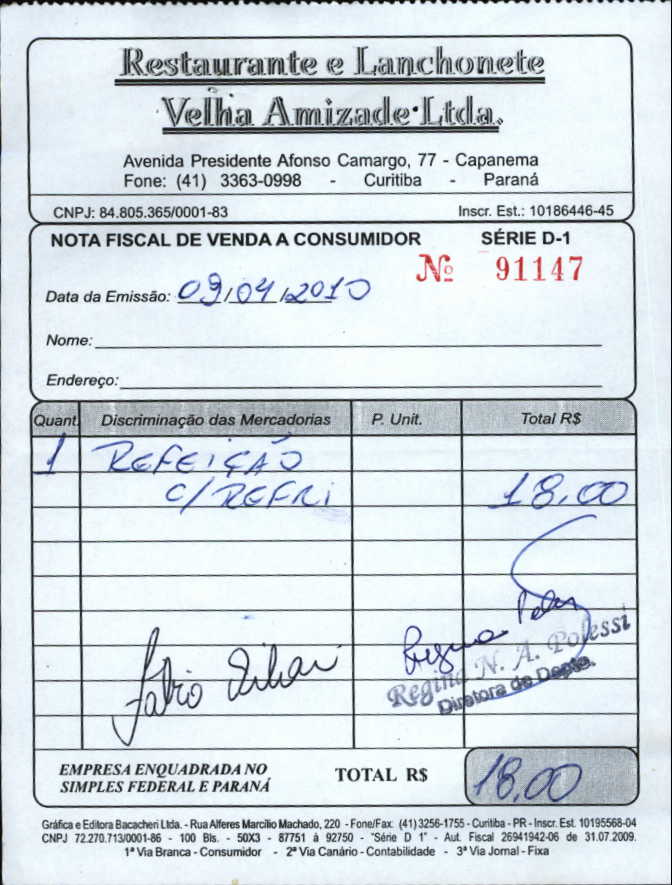 Restaurante e Lanchonete
Velha Amizade Ltda.
Avenida Presidente Afonso Camargo, 77 - Capanema
Fone: (41) 3363-0998 - Curitiba - Paraná
CNPJ: 84.805.365/0001-83 Inscr. Est.: 10186446-45
NOTA FISCAL DE VENDA A CONSUMIDOR SÉRIE D-1
Nº 91147
Data da Emissão: 09/04/2010
Nome:
Endereço:
Quant. Discriminação das Mercadorias P. Unit. Total R$
1 REFEIÇÃO
C/REFRI 18,00
Fabio
Regina
Regina N. A. Polessi
Diretora de Depto.
EMPRESA ENQUADRADA NO
SIMPLES FEDERAL E PARANÁ
TOTAL R$ 18,00
Gráfica e Editora Bacacheri Ltda. - Rua Alferes Marcílio Machado, 220 - Fone/Fax: (41) 3256-1755 - Curitiba - PR - Inscr. Est. 10195568-04
CNPJ 72.270.713/0001-86 - 100 Bls. - 50X3 - 87751 à 92750 - "Série D 1" - Aut. Fiscal 26941942-06 de 31.07.2009.
1ª Via Branca - Consumidor - 2ª Via Canário - Contabilidade - 3ª Via Jornal - Fixa